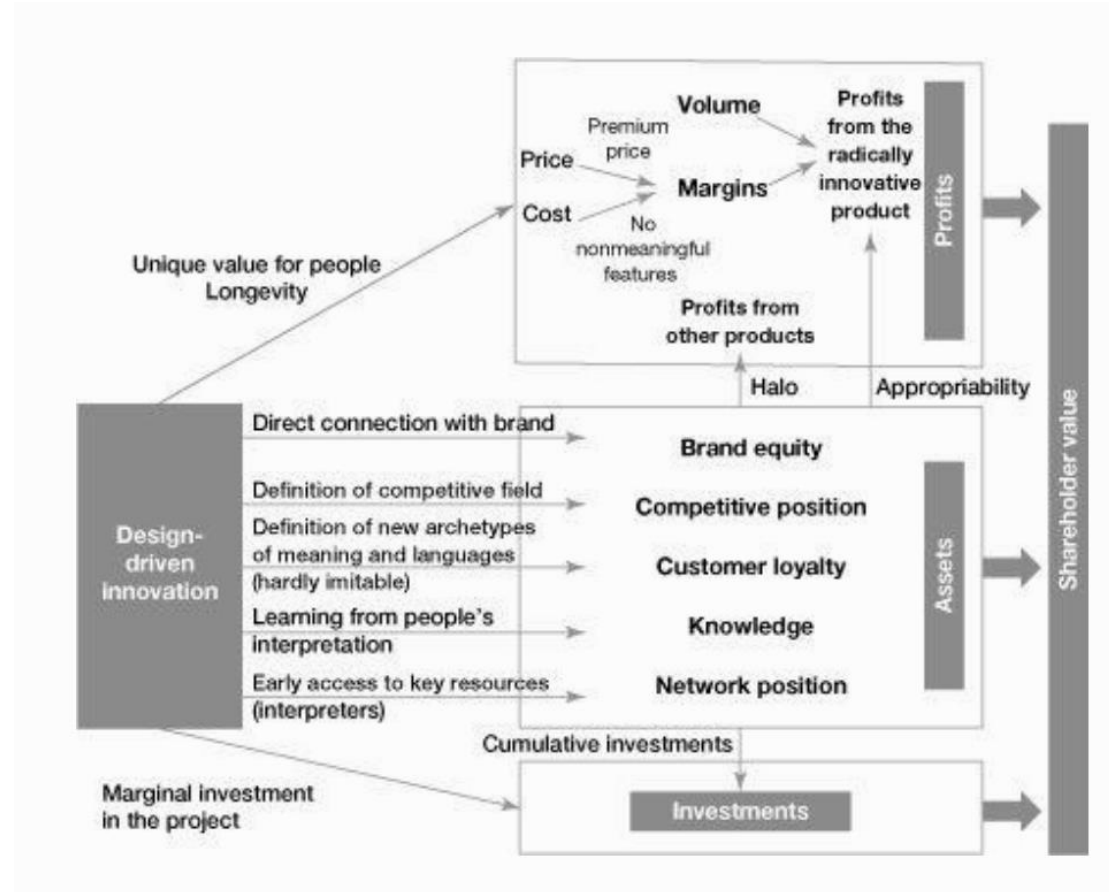 Volume
Profits
from the
radically
innovative
product
Premium
price
Price
Margins
Cost
No
nonmeaningful
features
Profits
Unique value for people
Longevity
Profits from
other products
Halo
Appropriability
Design-
driven
innovation
Direct connection with brand
Brand equity
Definition of competitive field
Competitive position
Definition of new archetypes
of meaning and languages
(hardly imitable)
Customer loyalty
Learning from people's
interpretation
Knowledge
Early access to key resources
(interpreters)
Network position
Assets
Shareholder value
Cumulative investments
Marginal investment
in the project
Investments